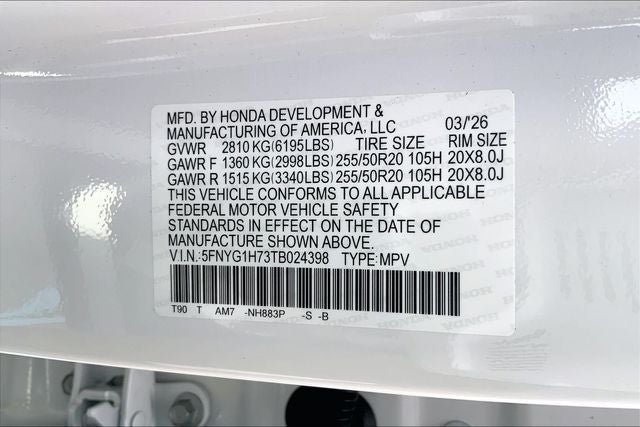 MFD. BY HONDA DEVELOPMENT &
MANUFACTURING OF AMERICA, LLC 03/'26
GVWR 2810 KG(6195LBS) TIRE SIZE RIM SIZE
GAWR F 1360 KG(2998LBS) 255/50R20 105H 20X8.0J
GAWR R 1515 KG(3340LBS) 255/50R20 105H 20X8.0J
THIS VEHICLE CONFORMS TO ALL APPLICABLE
FEDERAL MOTOR VEHICLE SAFETY
STANDARDS IN EFFECT ON THE DATE OF
MANUFACTURE SHOWN ABOVE.
V.I.N.: 5FNYG1H73TB024398 TYPE: MPV
T90 T AM7 -NH883P -S -B